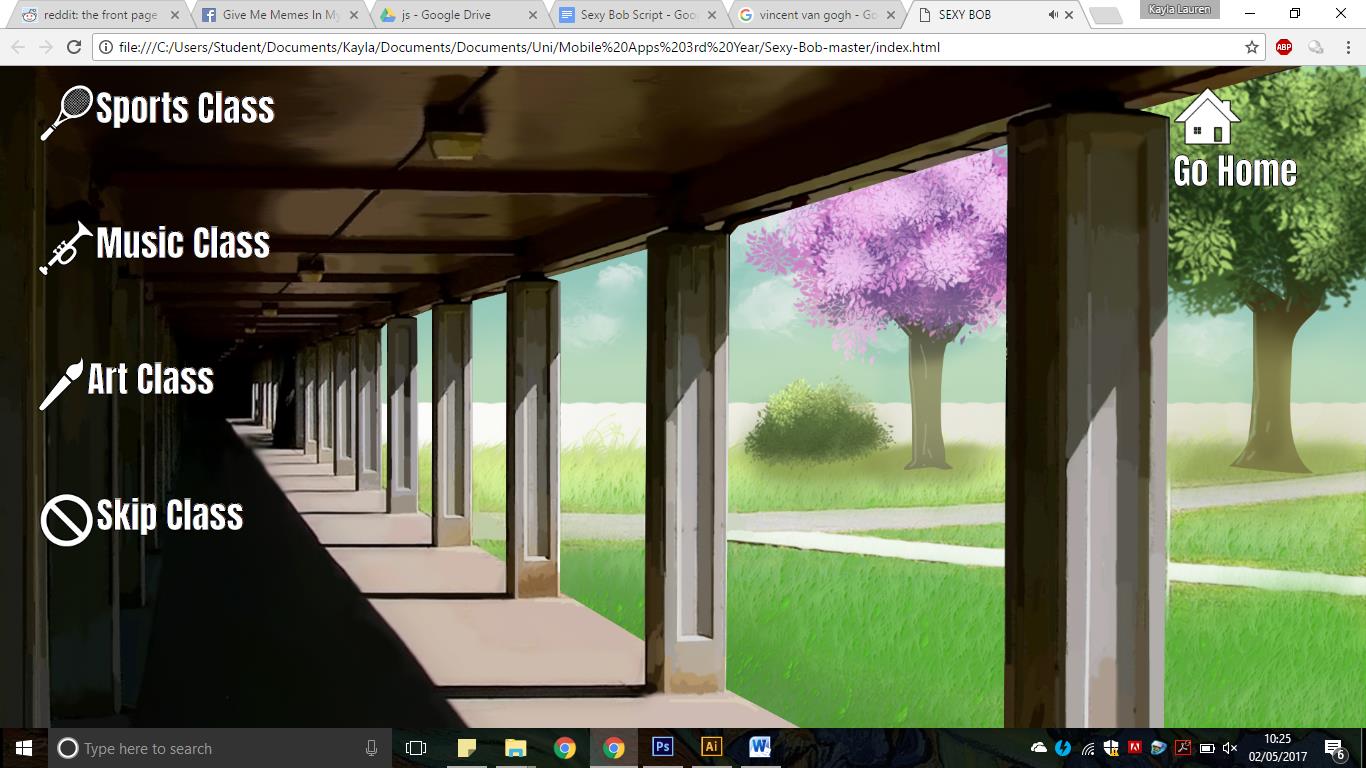 reddit: the front page
Give Me Memes In My
js - Google Drive
Sexy Bob Script - Goo
vincent van gogh - Go
SEXY BOB
Kayla Lauren
file:///C:/Users/Student/Documents/Kayla/Documents/Documents/Uni/Mobile%20Apps%203rd%20Year/Sexy-Bob-master/index.html
ABP
Sports Class
Go Home
Music Class
Art Class
Skip Class
Type here to search
Ps
Ai
W
10:25
02/05/2017
6